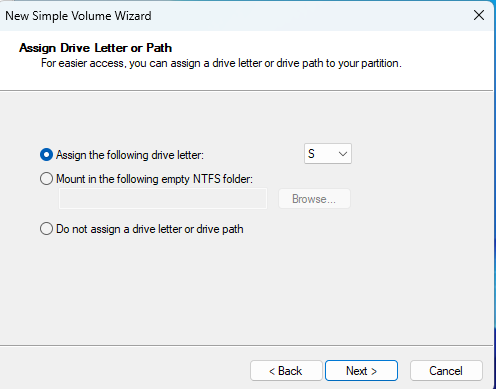 New Simple Volume Wizard
Assign Drive Letter or Path
For easier access, you can assign a drive letter or drive path to your partition.
Assign the following drive letter: S
Mount in the following empty NTFS folder:
Browse...
Do not assign a drive letter or drive path
< Back Next > Cancel